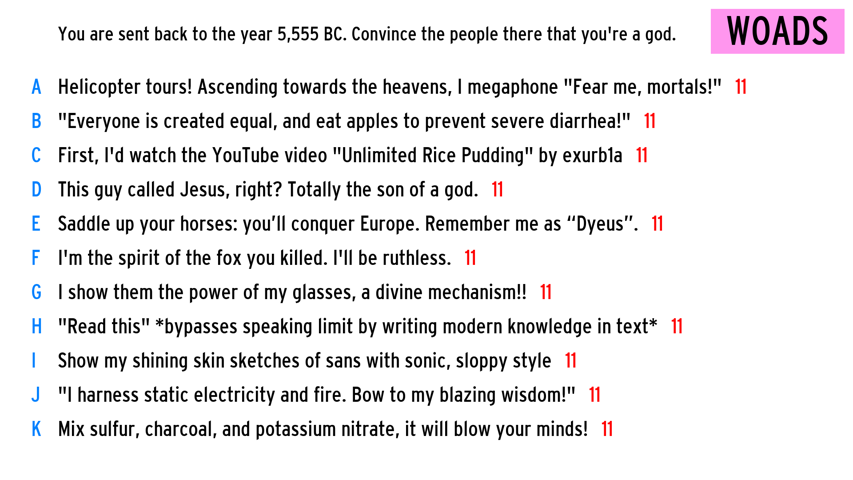 You are sent back to the year 5,555 BC. Convince the people there that you're a god.
WOADS
A Helicopter tours! Ascending towards the heavens, I megaphone "Fear me, mortals!" 11
B "Everyone is created equal, and eat apples to prevent severe diarrhea!" 11
C First, I'd watch the YouTube video "Unlimited Rice Pudding" by exurb1a 11
D This guy called Jesus, right? Totally the son of a god. 11
E Saddle up your horses: you’ll conquer Europe. Remember me as “Dyeus”. 11
F I'm the spirit of the fox you killed. I'll be ruthless. 11
G I show them the power of my glasses, a divine mechanism!! 11
H "Read this" *bypasses speaking limit by writing modern knowledge in text* 11
I Show my shining skin sketches of sans with sonic, sloppy style 11
J "I harness static electricity and fire. Bow to my blazing wisdom!" 11
K Mix sulfur, charcoal, and potassium nitrate, it will blow your minds! 11